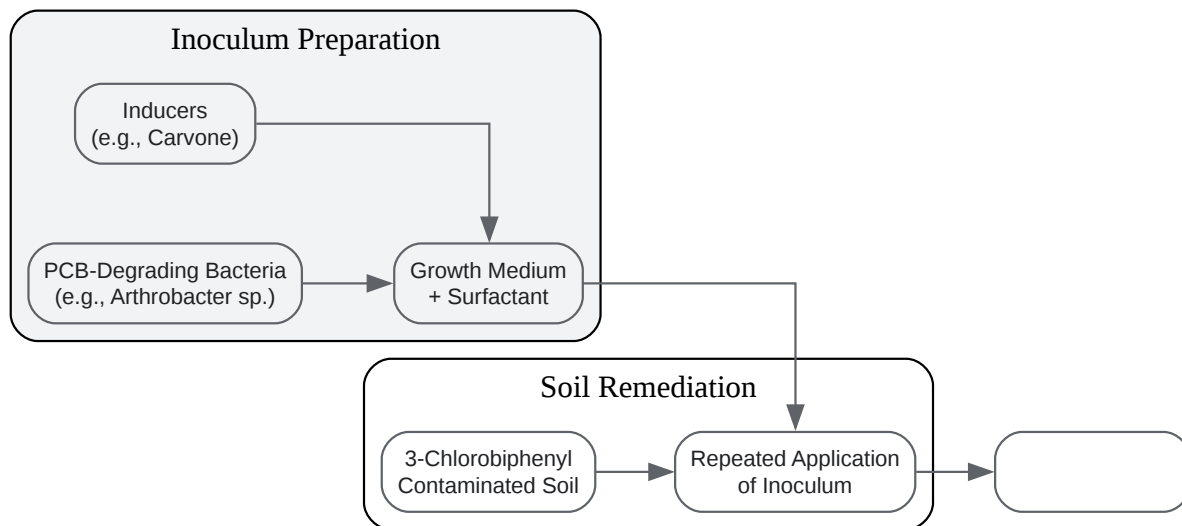 Inoculum Preparation
Inducers
(e.g., Carvone)
PCB-Degrading Bacteria
(e.g., Arthrobacter sp.)
Growth Medium
+ Surfactant
Soil Remediation
3-Chlorobiphenyl
Contaminated Soil
Repeated Application
of Inoculum